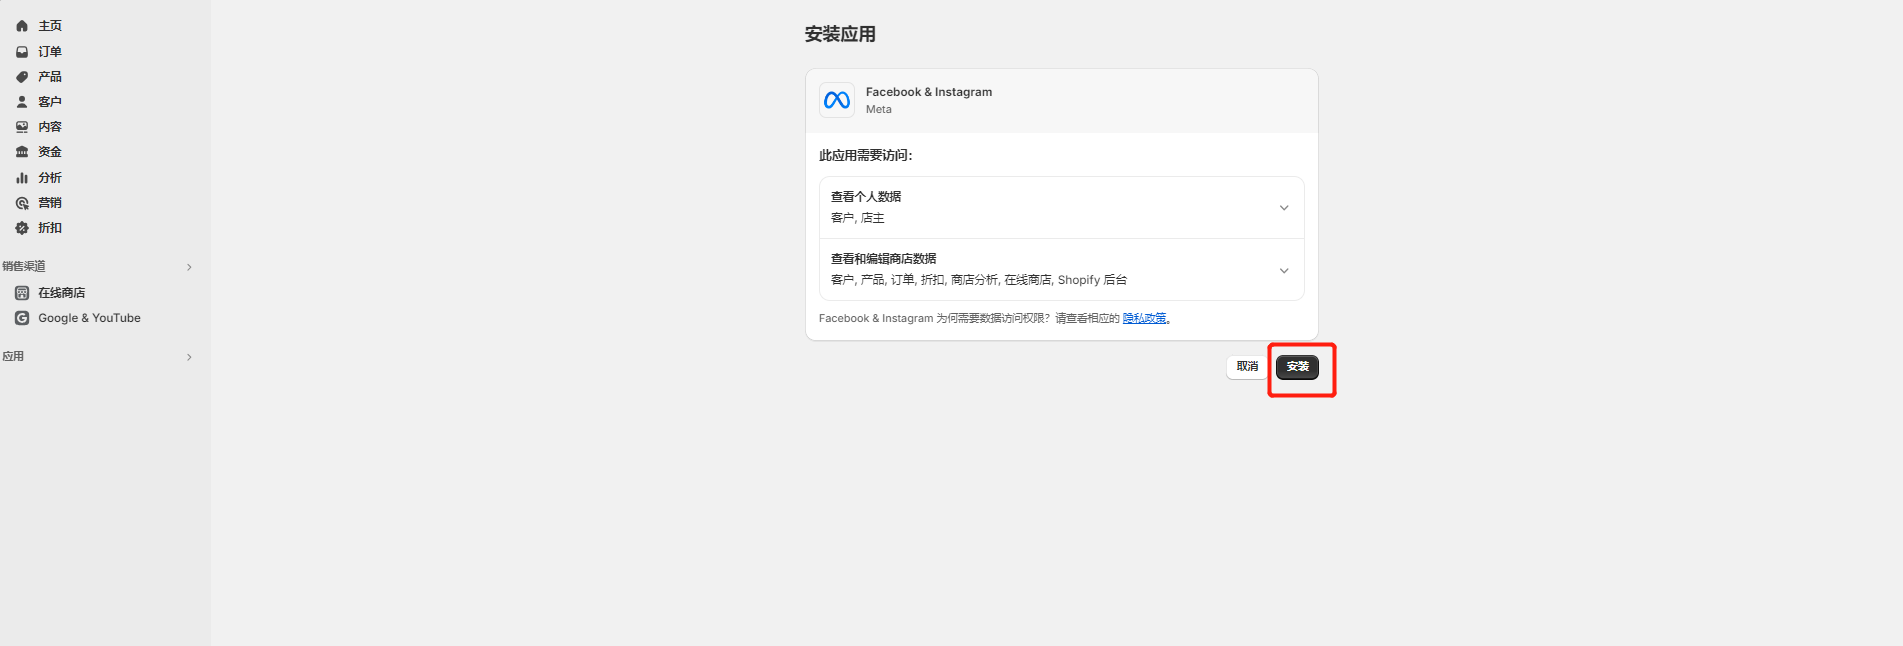 主页
订单
产品
客户
内容
资金
分析
营销
折扣
销售渠道
在线商店
Google & YouTube
应用
安装应用
Facebook & Instagram
Meta
此应用需要访问：
查看个人数据
客户, 店主
查看和编辑商店数据
客户, 产品, 订单, 折扣, 商店分析, 在线商店, Shopify 后台
Facebook & Instagram 为何需要数据访问权限？请查看相应的 隐私政策。
取消
安装